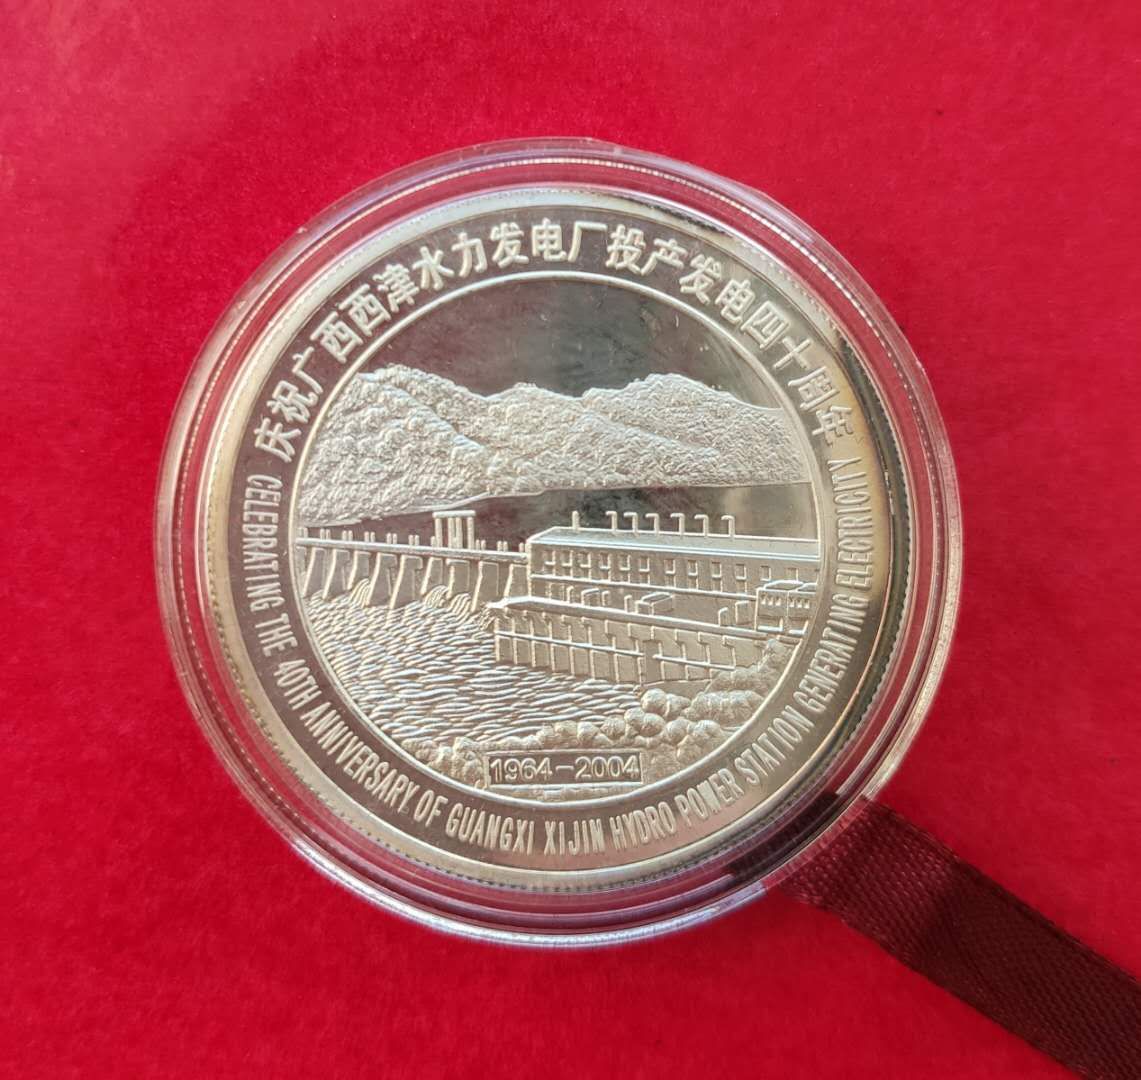 庆祝广西西津水力发电厂投产发电四十周年
1964-2004
CELEBRATING THE 40TH ANNIVERSARY OF GUANGXI XIJIN HYDRO POWER STATION GENERATING ELECTRICITY